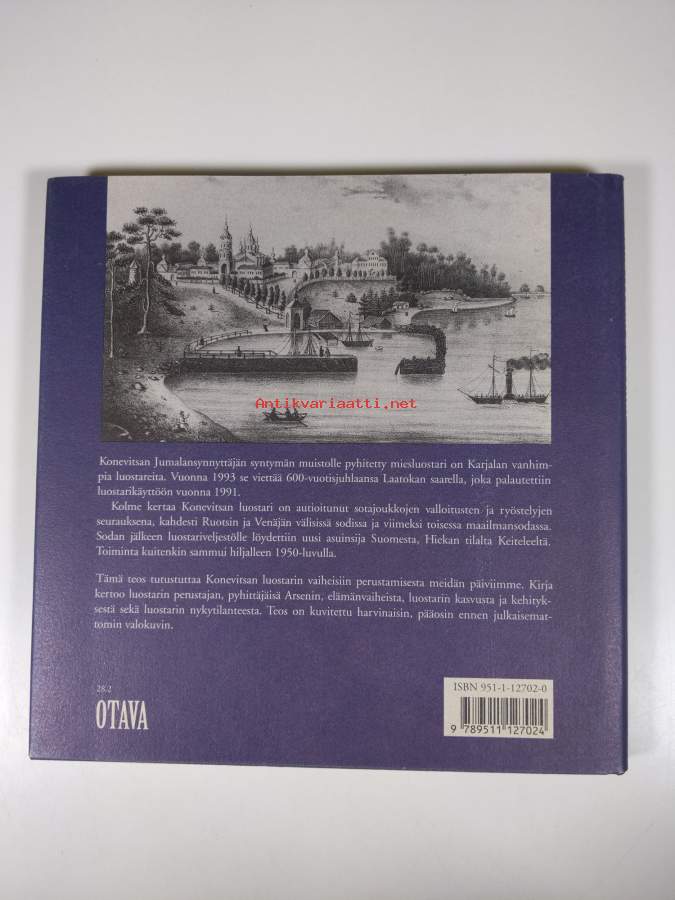 Antikvariaatti.net
Konevitsan Jumalansynnyttäjän syntymän muistolle pyhitetty miesluostari on Karjalan vanhim-
pia luostareita. Vuonna 1993 se viettää 600-vuotisjuhlaansa Laatokan saarella, joka palautettiin
luostarikäyttöön vuonna 1991.
Kolme kertaa Konevitsan luostari on autioitunut sotajoukkojen valloitusten ja ryöstelyjen
seurauksena, kahdesti Ruotsin ja Venäjän välisissä sodissa ja viimeksi toisessa maailmansodassa.
Sodan jälkeen luostariveljestölle löydettiin uusi asuinsija Suomesta, Hiekan tilalta Keiteleeltä.
Toiminta kuitenkin sammui hiljalleen 1950-luvulla.
Tämä teos tutustuttaa Konevitsan luostarin vaiheisiin perustamisesta meidän päiviimme. Kirja
kertoo luostarin perustajan, pyhittäjäisä Arsenin, elämänvaiheista, luostarin kasvusta ja kehityk-
sestä sekä luostarin nykytilanteesta. Teos on kuvitettu harvinaisin, pääosin ennen julkaisemat-
tomin valokuvin.
28.2
OTAVA
ISBN 951-1-12702-0
9 789511 127024